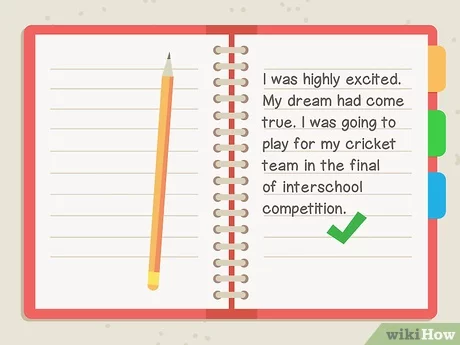 I was highly excited.
My dream had come
true. I was going to
play for my cricket
team in the final
of interschool
competition.
wikiHow